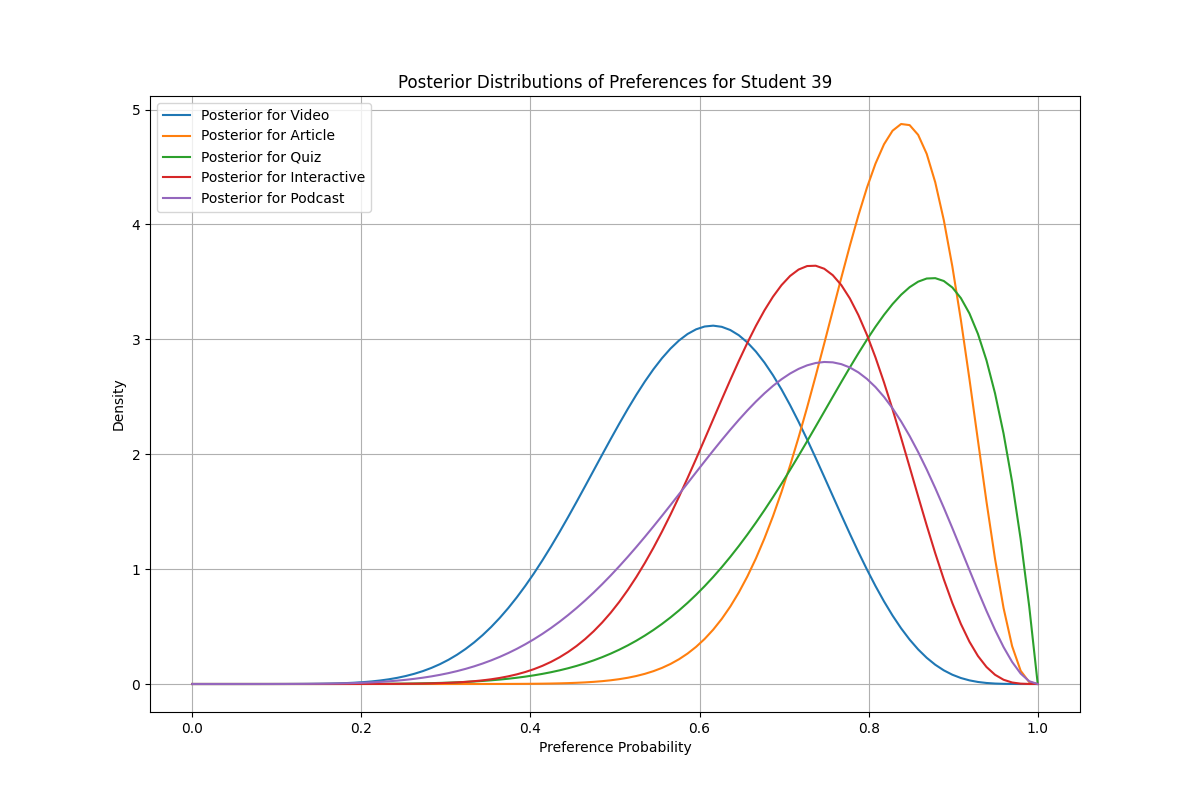 Posterior Distributions of Preferences for Student 39
Posterior for Video
Posterior for Article
Posterior for Quiz
Posterior for Interactive
Posterior for Podcast
5
4
3
2
1
0
Density
0.0 0.2 0.4 0.6 0.8 1.0
Preference Probability